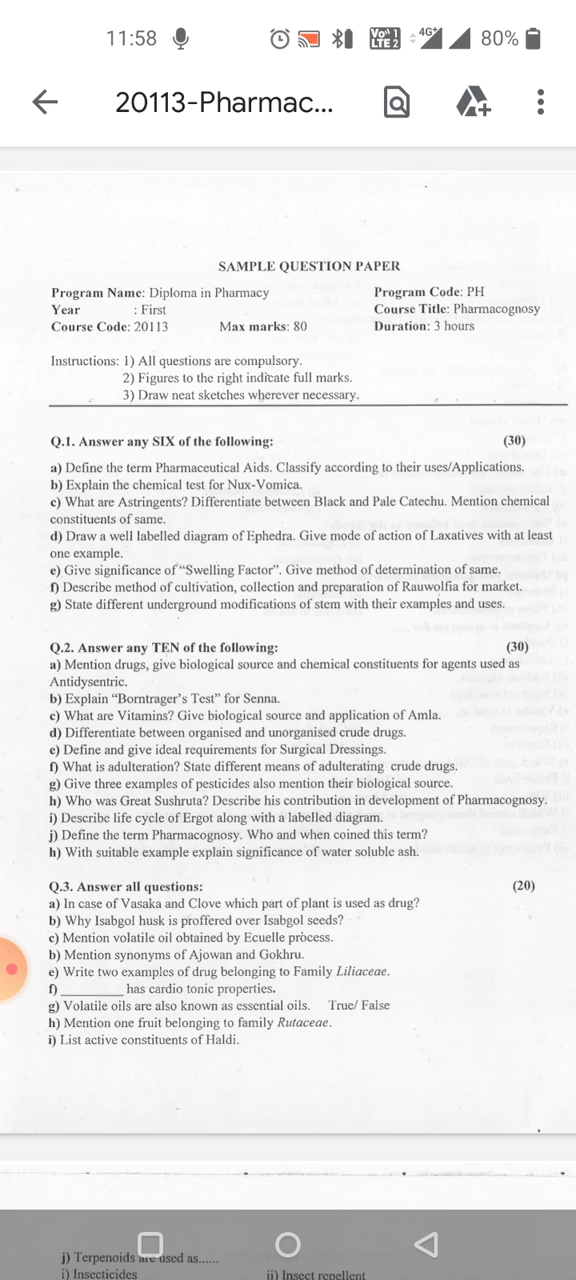 11:58
Vo 1
LTE 2
4G+
80%
20113-Pharmac...
SAMPLE QUESTION PAPER
Program Name: Diploma in Pharmacy Program Code: PH
Year : First Course Title: Pharmacognosy
Course Code: 20113 Max marks: 80 Duration: 3 hours
Instructions: 1) All questions are compulsory.
2) Figures to the right indicate full marks.
3) Draw neat sketches wherever necessary.
Q.1. Answer any SIX of the following: (30)
a) Define the term Pharmaceutical Aids. Classify according to their uses/Applications.
b) Explain the chemical test for Nux-Vomica.
c) What are Astringents? Differentiate between Black and Pale Catechu. Mention chemical
constituents of same.
d) Draw a well labelled diagram of Ephedra. Give mode of action of Laxatives with at least
one example.
e) Give significance of "Swelling Factor". Give method of determination of same.
f) Describe method of cultivation, collection and preparation of Rauwolfia for market.
g) State different underground modifications of stem with their examples and uses.
Q.2. Answer any TEN of the following: (30)
a) Mention drugs, give biological source and chemical constituents for agents used as
Antidysentric.
b) Explain "Borntrager's Test" for Senna.
c) What are Vitamins? Give biological source and application of Amla.
d) Differentiate between organised and unorganised crude drugs.
e) Define and give ideal requirements for Surgical Dressings.
f) What is adulteration? State different means of adulterating crude drugs.
g) Give three examples of pesticides also mention their biological source.
h) Who was Great Sushruta? Describe his contribution in development of Pharmacognosy.
i) Describe life cycle of Ergot along with a labelled diagram.
j) Define the term Pharmacognosy. Who and when coined this term?
h) With suitable example explain significance of water soluble ash.
Q.3. Answer all questions: (20)
a) In case of Vasaka and Clove which part of plant is used as drug?
b) Why Isabgol husk is proffered over Isabgol seeds?
c) Mention volatile oil obtained by Ecuelle process.
b) Mention synonyms of Ajowan and Gokhru.
e) Write two examples of drug belonging to Family Liliaceae.
f) ________ has cardio tonic properties.
g) Volatile oils are also known as essential oils. True/ False
h) Mention one fruit belonging to family Rutaceae.
i) List active constituents of Haldi.
j) Terpenoids are used as......
i) Insecticides ii) Insect repellent